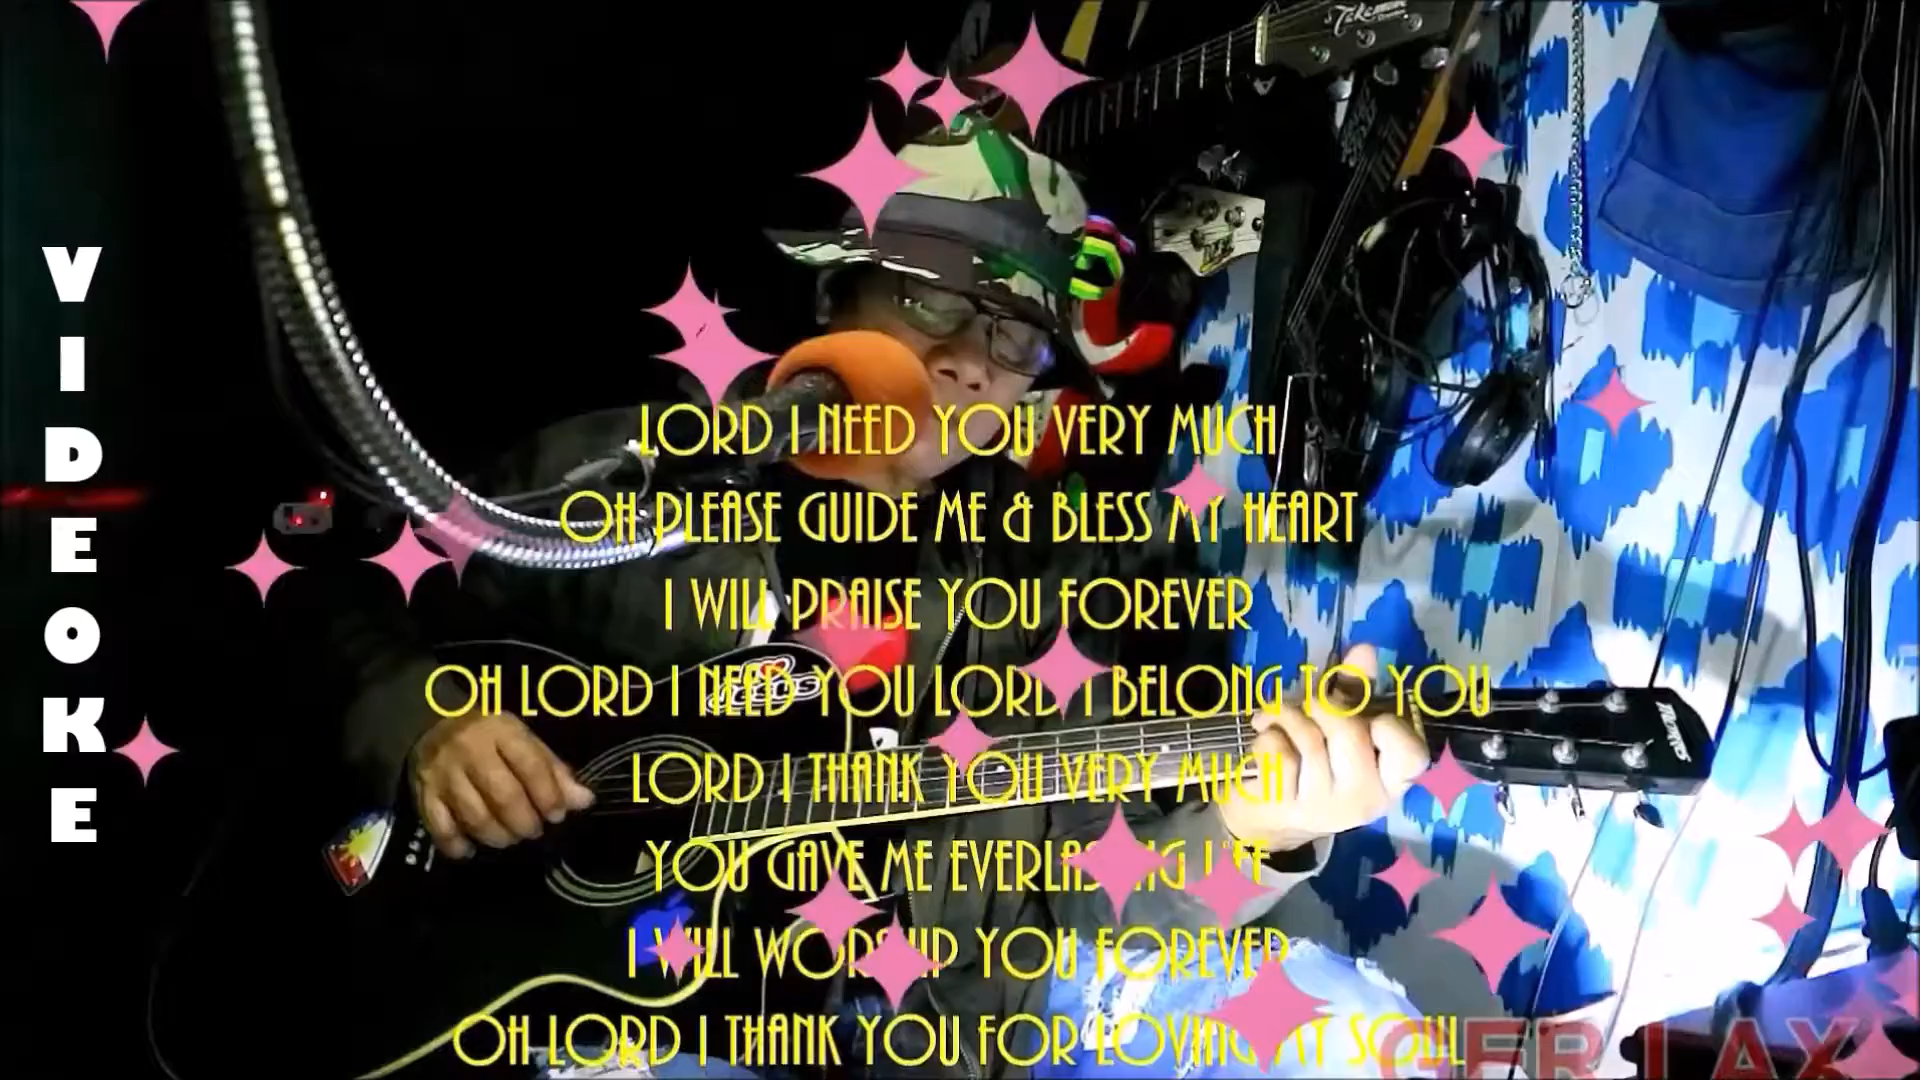 VIDEOKE
LORD I NEED YOU VERY MUCH
OH PLEASE GUIDE ME & BLESS MY HEART
I WILL PRAISE YOU FOREVER
OH LORD I NEED YOU LORD I BELONG TO YOU
LORD I THANK YOU VERY MUCH
YOU GAVE ME EVERLASTING LIFE
I WILL WORSHIP YOU FOREVER
OH LORD I THANK YOU FOR LOVING MY SOUL
JESUS